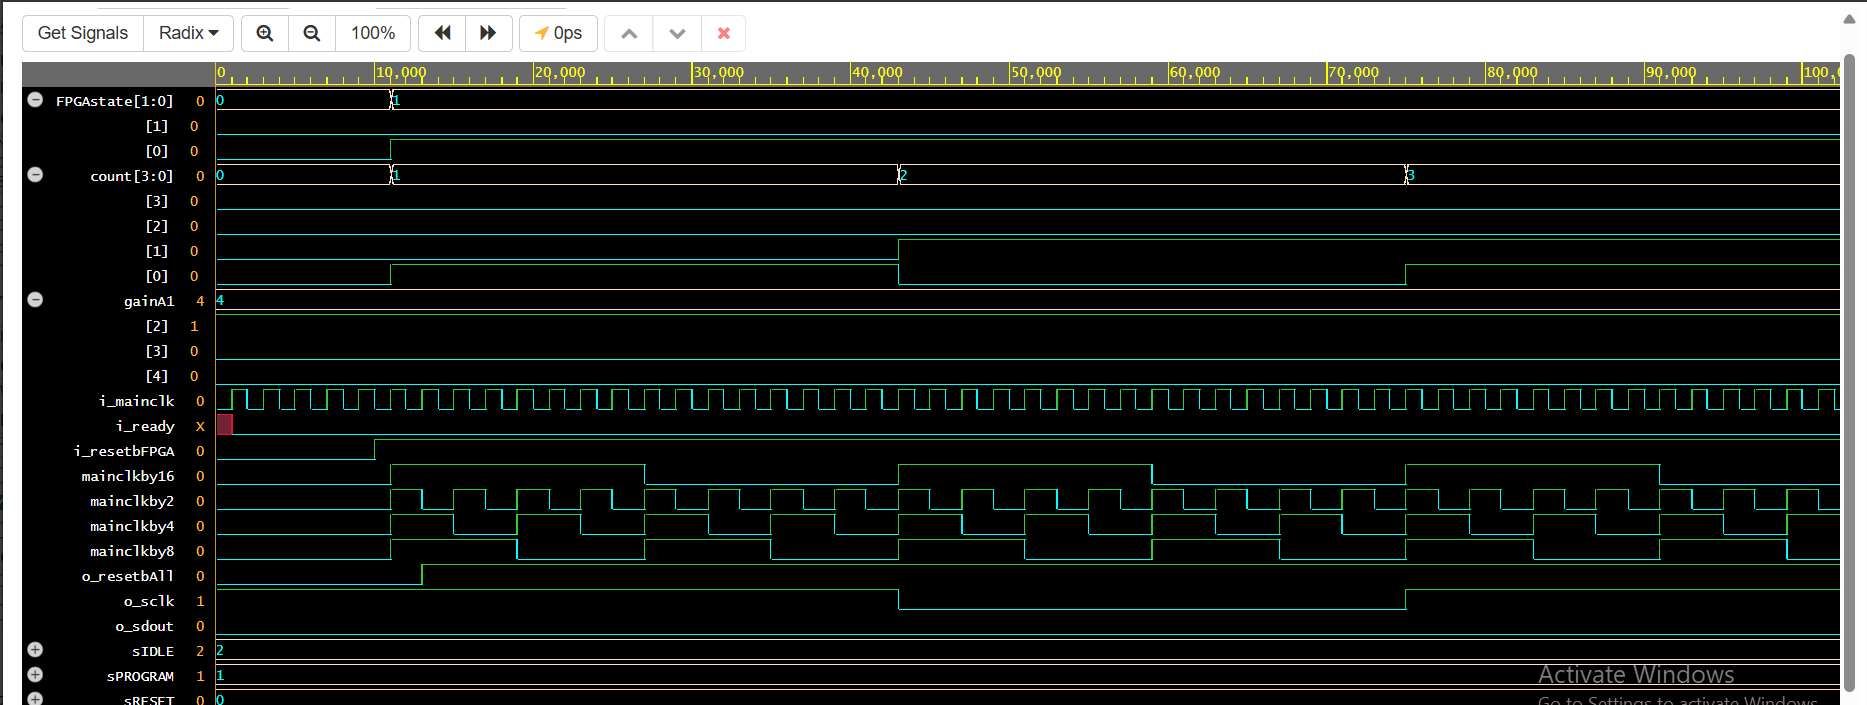 Get Signals Radix 100% 0ps
0 10,000 20,000 30,000 40,000 50,000 60,000 70,000 80,000 90,000 100,
FPGAstate[1:0] 0 0 1
[1] 0
[0] 0
count[3:0] 0 0 1 2 3
[3] 0
[2] 0
[1] 0
[0] 0
gainA1 4 4
[2] 1
[3] 0
[4] 0
i_mainclk 0
i_ready X
i_resetbFPGA 0
mainclkby16 0
mainclkby2 0
mainclkby4 0
mainclkby8 0
o_resetbAll 0
o_sclk 1
o_sdout 0
sIDLE 2 2
sPROGRAM 1 1
Activate Windows
sRESET 0 0
Go to Settings to activate Windows.